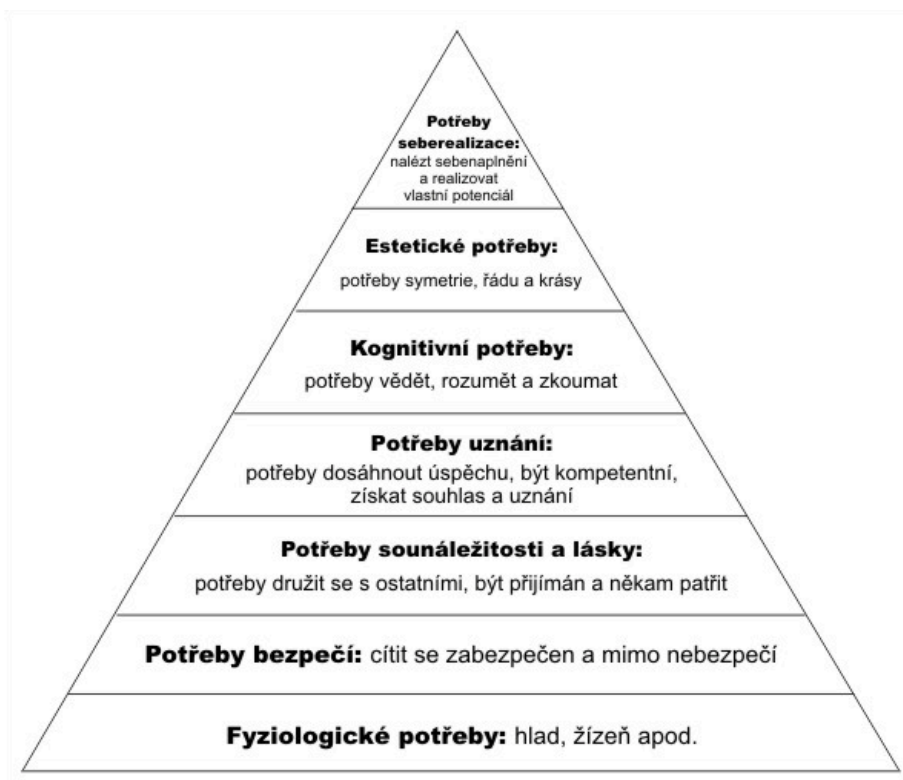 Potřeby
seberealizace:
nalézt sebenaplnění
a realizovat
vlastní potenciál
Estetické potřeby:
potřeby symetrie, řádu a krásy
Kognitivní potřeby:
potřeby vědět, rozumět a zkoumat
Potřeby uznání:
potřeby dosáhnout úspěchu, být kompetentní,
získat souhlas a uznání
Potřeby sounáležitosti a lásky:
potřeby družit se s ostatními, být přijímán a někam patřit
Potřeby bezpečí: cítit se zabezpečen a mimo nebezpečí
Fyziologické potřeby: hlad, žízeň apod.